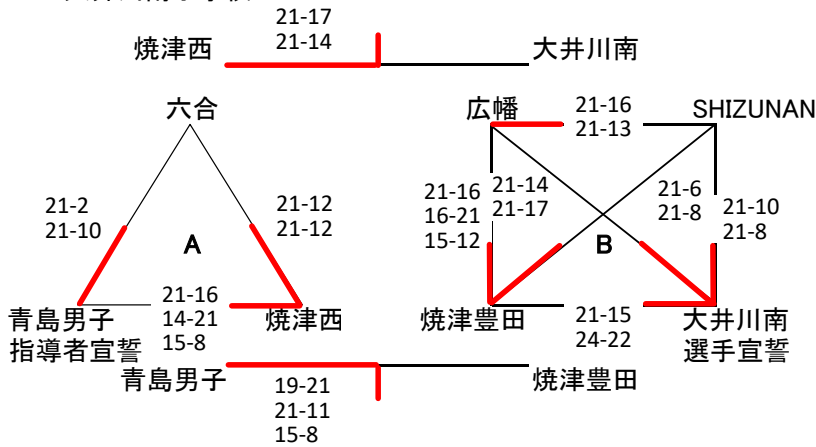 21-17
21-14
焼津西
大井川南
六合
広幡
21-16
21-13
SHIZUNAN
21-2
21-10
21-12
21-12
21-16
16-21
15-12
21-14
21-17
21-6
21-8
21-10
21-8
A
B
21-16
14-21
15-8
青島男子
指導者宣誓
焼津西
焼津豊田
21-15
24-22
大井川南
選手宣誓
青島男子
焼津豊田
19-21
21-11
15-8